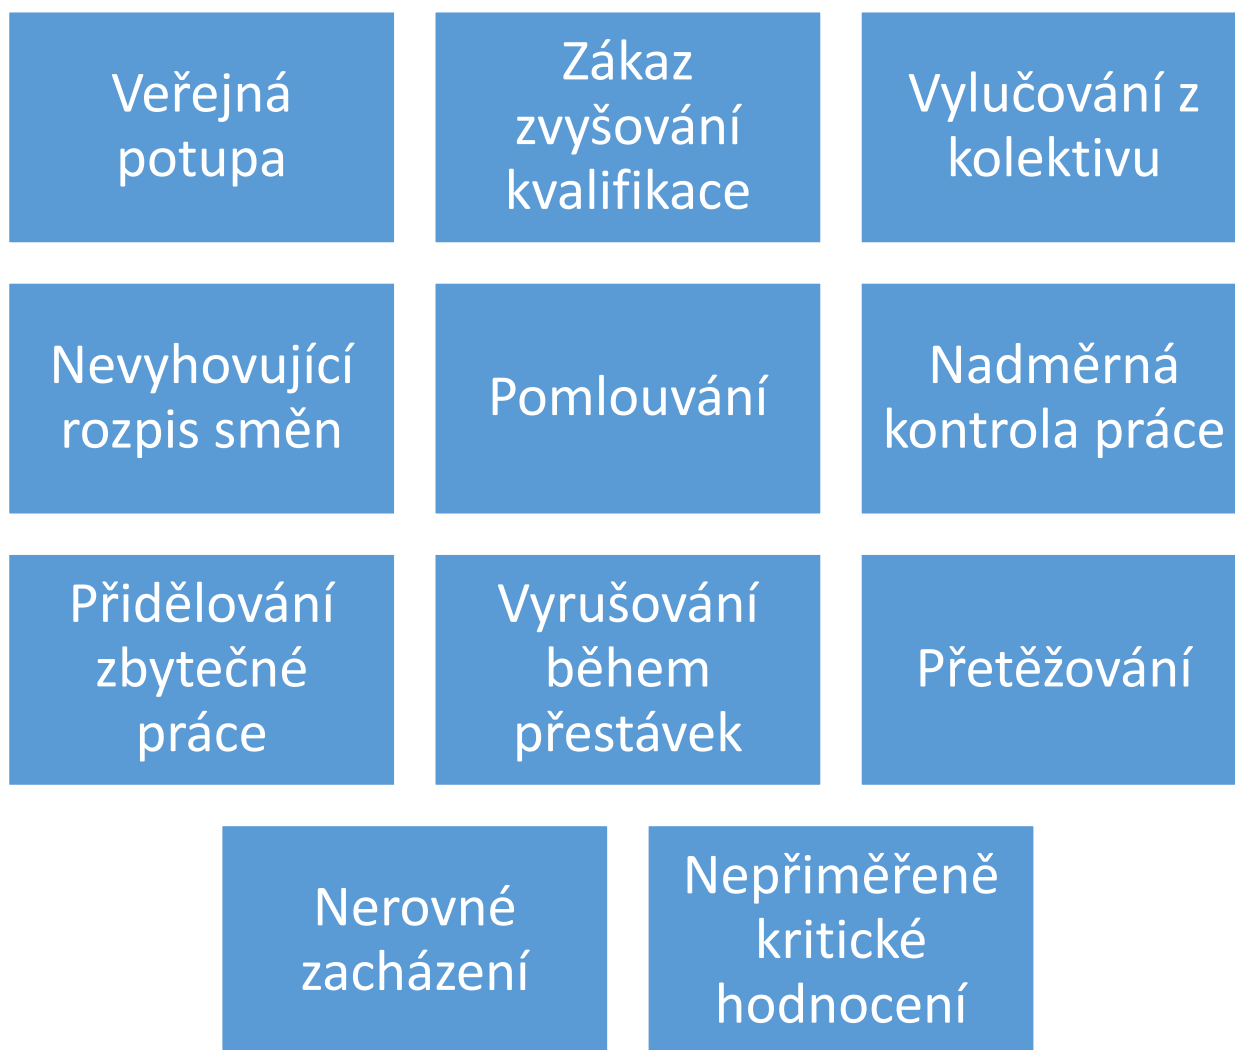 Veřejná
potupa
Zákaz
zvyšování
kvalifikace
Vylučování z
kolektivu
Nevyhovující
rozpis směn
Pomlouvání
Nadměrná
kontrola práce
Přidělování
zbytečné
práce
Vyrušování
během
přestávek
Přetěžování
Nerovné
zacházení
Nepřiměřeně
kritické
hodnocení